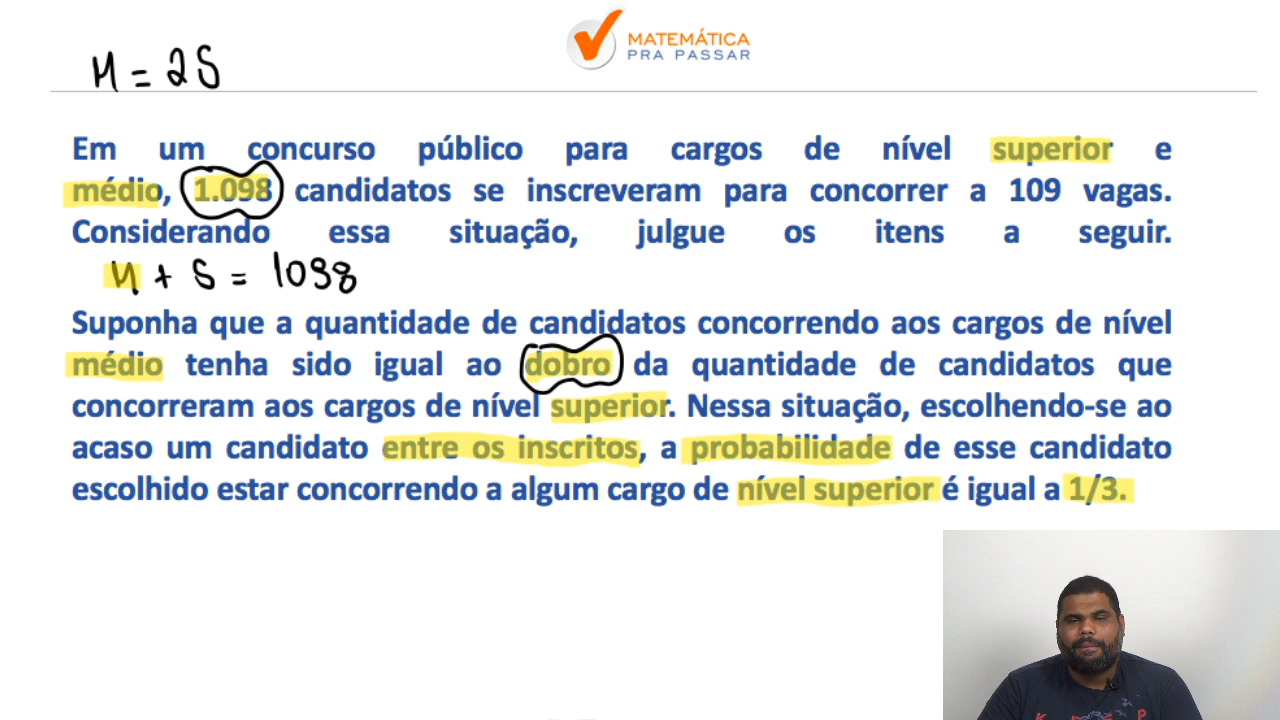 M = 2S
MATEMÁTICA
PRA PASSAR
Em um concurso público para cargos de nível superior e
médio, 1.098 candidatos se inscreveram para concorrer a 109 vagas.
Considerando essa situação, julgue os itens a seguir.
M + S = 1098
Suponha que a quantidade de candidatos concorrendo aos cargos de nível
médio tenha sido igual ao dobro da quantidade de candidatos que
concorreram aos cargos de nível superior. Nessa situação, escolhendo-se ao
acaso um candidato entre os inscritos, a probabilidade de esse candidato
escolhido estar concorrendo a algum cargo de nível superior é igual a 1/3.